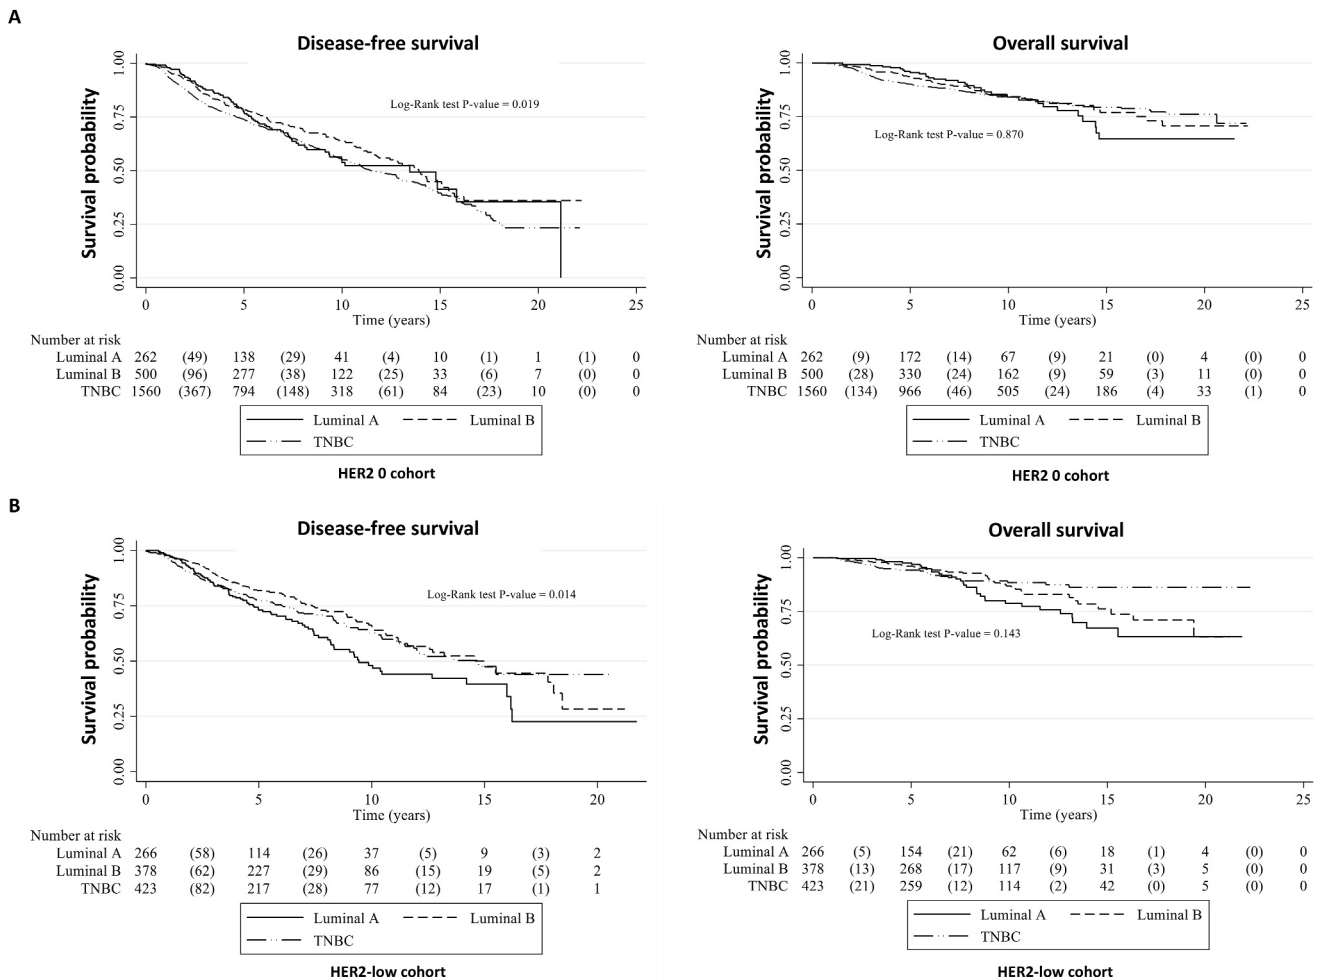 A
Disease-free survival
Survival probability
1.00
0.75
0.50
0.25
0.00
Log-Rank test P-value = 0.019
0 5 10 15 20 25
Time (years)
Number at risk
Luminal A 262 (49) 138 (29) 41 (4) 10 (1) 1 (1) 0
Luminal B 500 (96) 277 (38) 122 (25) 33 (6) 7 (0) 0
TNBC 1560 (367) 794 (148) 318 (61) 84 (23) 10 (0) 0
Luminal A Luminal B
TNBC
HER2 0 cohort
Overall survival
Survival probability
1.00
0.75
0.50
0.25
0.00
Log-Rank test P-value = 0.870
0 5 10 15 20 25
Time (years)
Number at risk
Luminal A 262 (9) 172 (14) 67 (9) 21 (0) 4 (0) 0
Luminal B 500 (28) 330 (24) 162 (9) 59 (3) 11 (0) 0
TNBC 1560 (134) 966 (46) 505 (24) 186 (4) 33 (1) 0
Luminal A Luminal B
TNBC
HER2 0 cohort
B
Disease-free survival
Survival probability
1.00
0.75
0.50
0.25
0.00
Log-Rank test P-value = 0.014
0 5 10 15 20
Time (years)
Number at risk
Luminal A 266 (58) 114 (26) 37 (5) 9 (3) 2
Luminal B 378 (62) 227 (29) 86 (15) 19 (5) 2
TNBC 423 (82) 217 (28) 77 (12) 17 (1) 1
Luminal A Luminal B
TNBC
HER2-low cohort
Overall survival
Survival probability
1.00
0.75
0.50
0.25
0.00
Log-Rank test P-value = 0.143
0 5 10 15 20 25
Time (years)
Number at risk
Luminal A 266 (5) 154 (21) 62 (6) 18 (1) 4 (0) 0
Luminal B 378 (13) 268 (17) 117 (9) 31 (3) 5 (0) 0
TNBC 423 (21) 259 (12) 114 (2) 42 (0) 5 (0) 0
Luminal A Luminal B
TNBC
HER2-low cohort